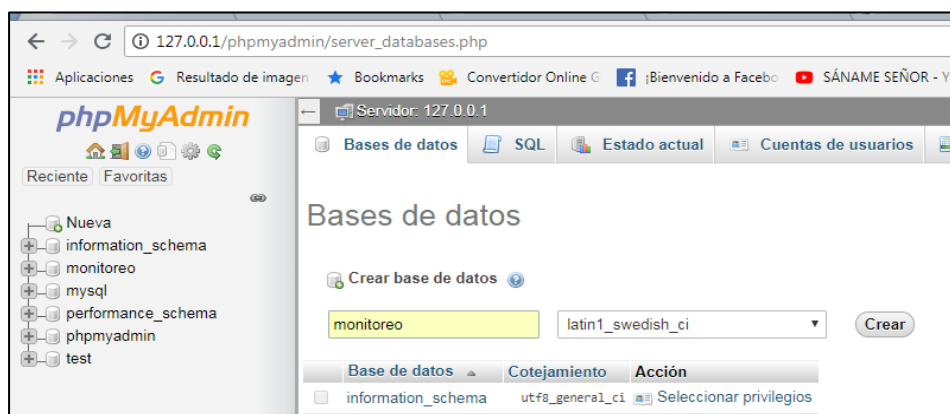 127.0.0.1/phpmyadmin/server_databases.php
Aplicaciones Resultado de imagen Bookmarks Convertidor Online G ¡Bienvenido a Facebo SÁNAME SEÑOR - Y
phpMyAdmin
Reciente Favoritas
Nueva
information_schema
monitoreo
mysql
performance_schema
phpmyadmin
test
Servidor: 127.0.0.1
Bases de datos SQL Estado actual Cuentas de usuarios
Bases de datos
Crear base de datos
monitoreo latin1_swedish_ci Crear
Base de datos Cotejamiento Acción
information_schema utf8_general_ci Seleccionar privilegios